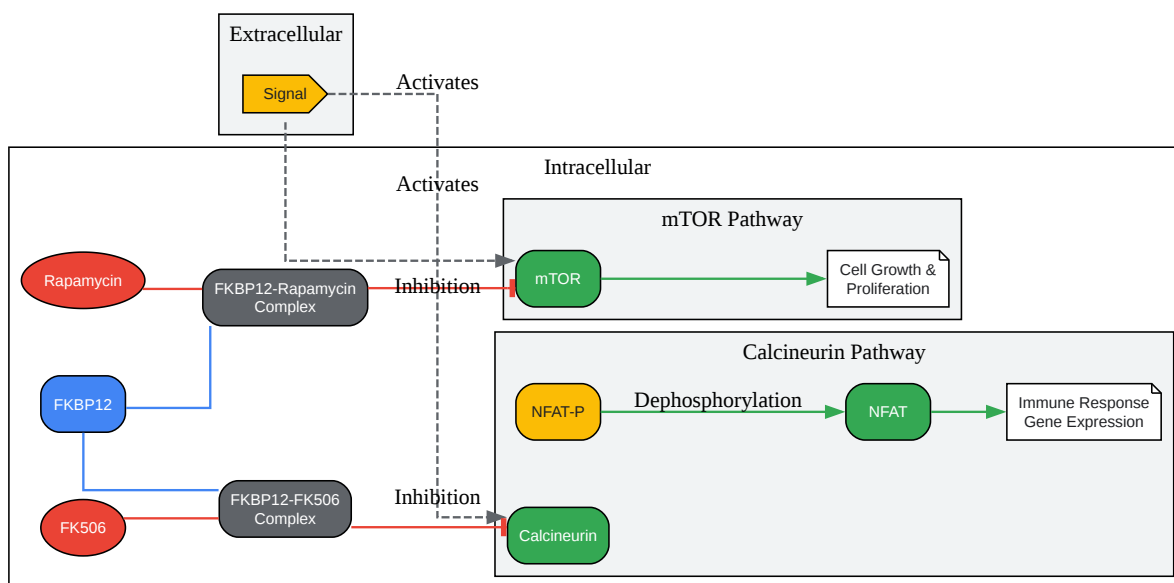 Extracellular
Signal
Activates
Intracellular
Activates
mTOR Pathway
Rapamycin
FKBP12-Rapamycin
Complex
Inhibition
mTOR
Cell Growth &
Proliferation
Calcineurin Pathway
FKBP12
NFAT-P
Dephosphorylation
NFAT
Immune Response
Gene Expression
FK506
FKBP12-FK506
Complex
Inhibition
Calcineurin